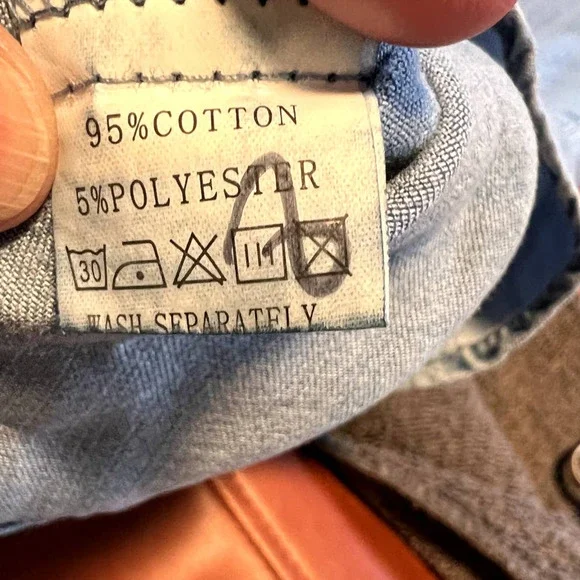 95%COTTON
5%POLYESTER
30
WASH SEPARATELY